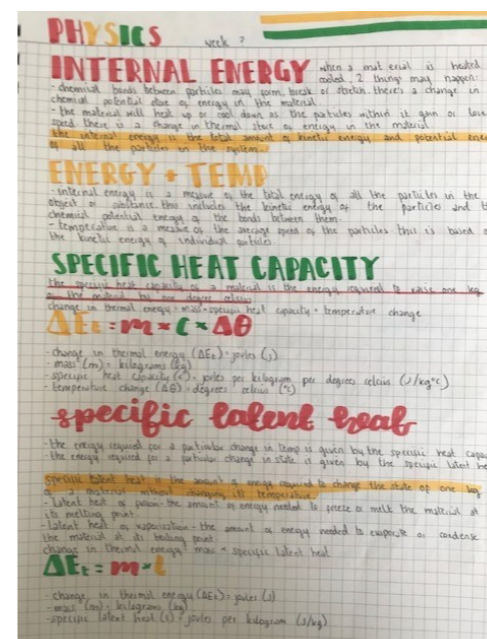 PHYSICS week 7
INTERNAL ENERGY when a material is heated
cooled, 2 things may happen:
- chemical bonds between particles may form, break or stretch. there's a change in
chemical potential store of energy in the material
- the material will heat up or cool down as the particles within it gain or lose
speed. there is a change in thermal store of energy in the material
the internal energy is the total amount of kinetic energy and potential
of all the particles in the system.
ENERGY + TEMP
- internal energy is a measure of the total energy of all the particles in the
object or substance this includes the kinetic energy of the particles and
chemical potential energy of the bonds between them.
- temperature is a measure of the average speed of the particles this is based
the kinetic energy of individual particles.
SPECIFIC HEAT CAPACITY
the specific heat capacity of a material is the energy required to raise one kg
of the material by one degree celcius
change in thermal energy = mass × specific heat capacity × temperature change
ΔEt = m × c × Δθ
- change in thermal energy (ΔEt) = joules (J)
- mass (m) = kilograms (kg)
- specific heat capacity (c) = joules per kilogram per degrees celcius (J/kg°C)
- temperature change (Δθ) = degrees celcius (°C)
specific latent heat
- the energy required for a particular change in temp is given by the specific heat
- the energy required for a particular change in state is given by the specific latent
specific latent heat is the amount of energy required to change the state of one kg
of a material without changing its temperature
- Latent heat of fusion - the amount of energy needed to freeze or melt the material at
its melting point.
- Latent heat of vaporisation - the amount of energy needed to evaporate or condense
the material at its boiling point.
change in thermal energy = mass × specific latent heat
ΔEt = m × l
- change in thermal energy (ΔEt) = joules (J)
- mass (m) = kilograms (kg)
- specific latent heat (l) = joules per kilogram (J/kg)